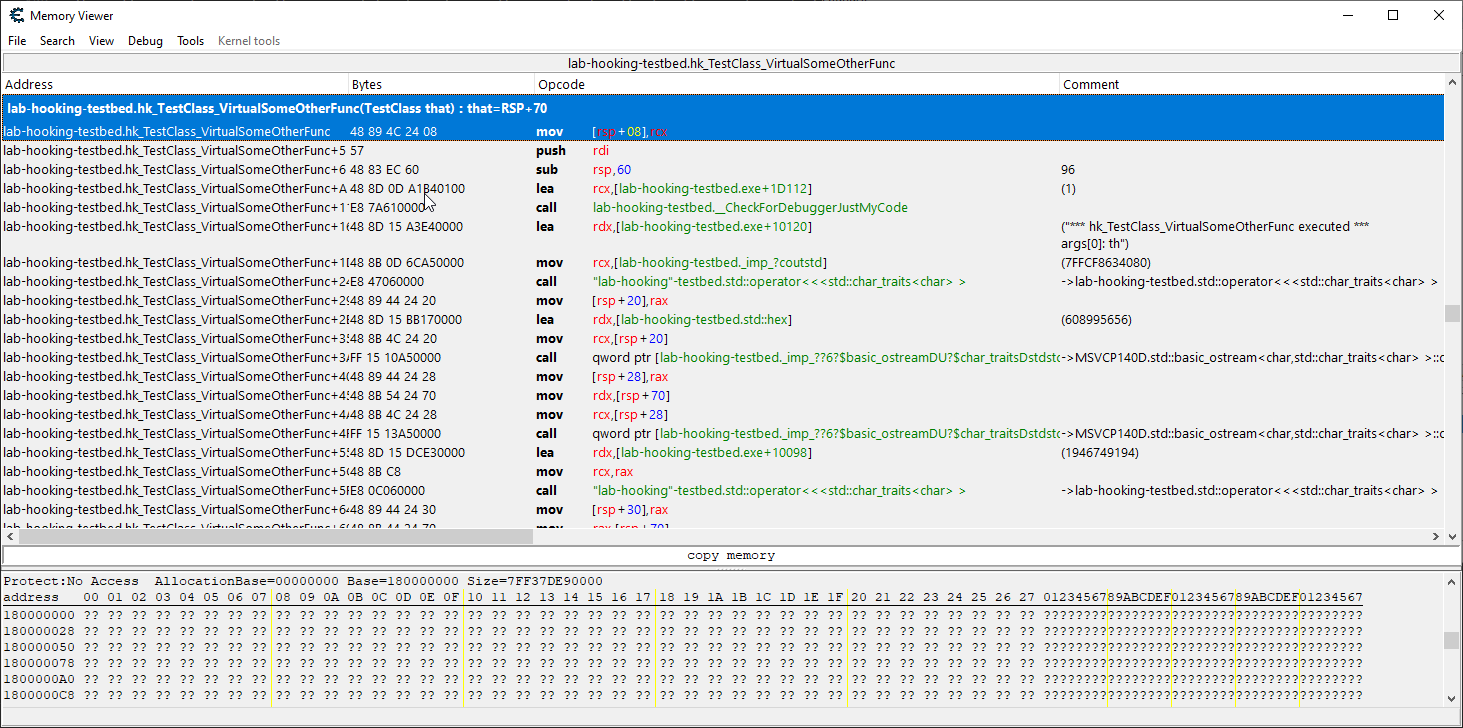 Memory Viewer
File Search View Debug Tools Kernel tools
lab-hooking-testbed.hk_TestClass_VirtualSomeOtherFunc
Address Bytes Opcode Comment
lab-hooking-testbed.hk_TestClass_VirtualSomeOtherFunc(TestClass that) : that=RSP+70
lab-hooking-testbed.hk_TestClass_VirtualSomeOtherFunc 48 89 4C 24 08 mov [rsp+08],rcx
lab-hooking-testbed.hk_TestClass_VirtualSomeOtherFunc+5 57 push rdi
lab-hooking-testbed.hk_TestClass_VirtualSomeOtherFunc+6 48 83 EC 60 sub rsp,60 96
lab-hooking-testbed.hk_TestClass_VirtualSomeOtherFunc+A 48 8D 0D A1B40100 lea rcx,[lab-hooking-testbed.exe+1D112] (1)
lab-hooking-testbed.hk_TestClass_VirtualSomeOtherFunc+1 E8 7A610000 call lab-hooking-testbed.__CheckForDebuggerJustMyCode
lab-hooking-testbed.hk_TestClass_VirtualSomeOtherFunc+1 48 8D 15 A3E40000 lea rdx,[lab-hooking-testbed.exe+10120] ("*** hk_TestClass_VirtualSomeOtherFunc executed ***
args[0]: th")
lab-hooking-testbed.hk_TestClass_VirtualSomeOtherFunc+1 48 8B 0D 6CA50000 mov rcx,[lab-hooking-testbed._imp_?coutstd] (7FFCF8634080)
lab-hooking-testbed.hk_TestClass_VirtualSomeOtherFunc+2 E8 47060000 call "lab-hooking"-testbed.std::operator<<<std::char_traits<char> > ->lab-hooking-testbed.std::operator<<<std::char_traits<char> >
lab-hooking-testbed.hk_TestClass_VirtualSomeOtherFunc+2 48 89 44 24 20 mov [rsp+20],rax
lab-hooking-testbed.hk_TestClass_VirtualSomeOtherFunc+2 48 8D 15 BB170000 lea rdx,[lab-hooking-testbed.std::hex] (608995656)
lab-hooking-testbed.hk_TestClass_VirtualSomeOtherFunc+3 48 8B 4C 24 20 mov rcx,[rsp+20]
lab-hooking-testbed.hk_TestClass_VirtualSomeOtherFunc+3 FF 15 10A50000 call qword ptr [lab-hooking-testbed._imp_??6?$basic_ostreamDU?$char_traitsDstdstd ->MSVCP140D.std::basic_ostream<char,std::char_traits<char> >::
lab-hooking-testbed.hk_TestClass_VirtualSomeOtherFunc+4 48 89 44 24 28 mov [rsp+28],rax
lab-hooking-testbed.hk_TestClass_VirtualSomeOtherFunc+4 48 8B 54 24 70 mov rdx,[rsp+70]
lab-hooking-testbed.hk_TestClass_VirtualSomeOtherFunc+4 48 8B 4C 24 28 mov rcx,[rsp+28]
lab-hooking-testbed.hk_TestClass_VirtualSomeOtherFunc+4 FF 15 13A50000 call qword ptr [lab-hooking-testbed._imp_??6?$basic_ostreamDU?$char_traitsDstdstd ->MSVCP140D.std::basic_ostream<char,std::char_traits<char> >::
lab-hooking-testbed.hk_TestClass_VirtualSomeOtherFunc+5 48 8D 15 DCE30000 lea rdx,[lab-hooking-testbed.exe+10098] (1946749194)
lab-hooking-testbed.hk_TestClass_VirtualSomeOtherFunc+5 48 8B C8 mov rcx,rax
lab-hooking-testbed.hk_TestClass_VirtualSomeOtherFunc+5 E8 0C060000 call "lab-hooking"-testbed.std::operator<<<std::char_traits<char> > ->lab-hooking-testbed.std::operator<<<std::char_traits<char> >
lab-hooking-testbed.hk_TestClass_VirtualSomeOtherFunc+6 48 89 44 24 30 mov [rsp+30],rax
lab-hooking-testbed.hk_TestClass_VirtualSomeOtherFunc+6 48 8B 44 24 70 mov rax,[rsp+70]
copy memory
Protect:No Access AllocationBase=00000000 Base=180000000 Size=7FF37DE90000
address 00 01 02 03 04 05 06 07 08 09 0A 0B 0C 0D 0E 0F 10 11 12 13 14 15 16 17 18 19 1A 1B 1C 1D 1E 1F 20 21 22 23 24 25 26 27 0123456789ABCDEF0123456789ABCDEF01234567
180000000 ?? ?? ?? ?? ?? ?? ?? ?? ?? ?? ?? ?? ?? ?? ?? ?? ?? ?? ?? ?? ?? ?? ?? ?? ?? ?? ?? ?? ?? ?? ?? ?? ?? ?? ?? ?? ?? ?? ?? ?? ????????????????????????????????????????
180000028 ?? ?? ?? ?? ?? ?? ?? ?? ?? ?? ?? ?? ?? ?? ?? ?? ?? ?? ?? ?? ?? ?? ?? ?? ?? ?? ?? ?? ?? ?? ?? ?? ?? ?? ?? ?? ?? ?? ?? ?? ????????????????????????????????????????
180000050 ?? ?? ?? ?? ?? ?? ?? ?? ?? ?? ?? ?? ?? ?? ?? ?? ?? ?? ?? ?? ?? ?? ?? ?? ?? ?? ?? ?? ?? ?? ?? ?? ?? ?? ?? ?? ?? ?? ?? ?? ????????????????????????????????????????
180000078 ?? ?? ?? ?? ?? ?? ?? ?? ?? ?? ?? ?? ?? ?? ?? ?? ?? ?? ?? ?? ?? ?? ?? ?? ?? ?? ?? ?? ?? ?? ?? ?? ?? ?? ?? ?? ?? ?? ?? ?? ????????????????????????????????????????
1800000A0 ?? ?? ?? ?? ?? ?? ?? ?? ?? ?? ?? ?? ?? ?? ?? ?? ?? ?? ?? ?? ?? ?? ?? ?? ?? ?? ?? ?? ?? ?? ?? ?? ?? ?? ?? ?? ?? ?? ?? ?? ????????????????????????????????????????
1800000C8 ?? ?? ?? ?? ?? ?? ?? ?? ?? ?? ?? ?? ?? ?? ?? ?? ?? ?? ?? ?? ?? ?? ?? ?? ?? ?? ?? ?? ?? ?? ?? ?? ?? ?? ?? ?? ?? ?? ?? ?? ????????????????????????????????????????